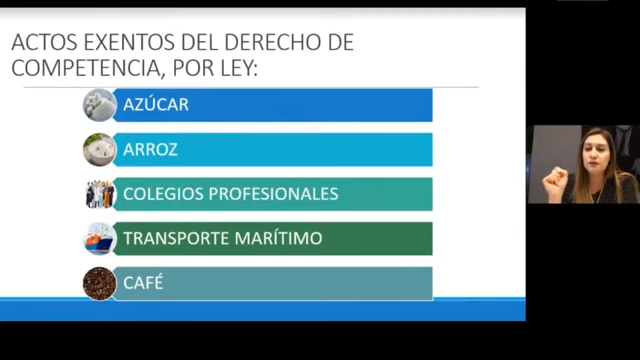 ACTOS EXENTOS DEL DERECHO DE
COMPETENCIA, POR LEY:
AZÚCAR
ARROZ
COLEGIOS PROFESIONALES
TRANSPORTE MARÍTIMO
CAFÉ